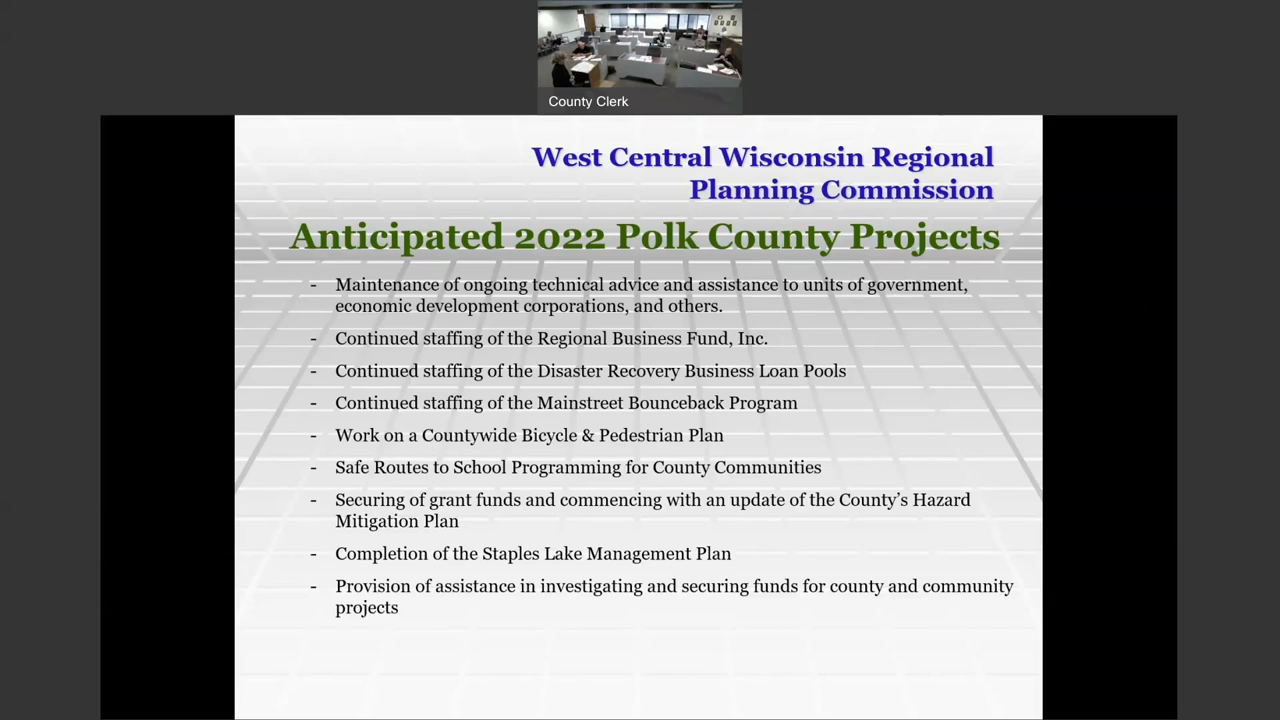 County Clerk
West Central Wisconsin Regional
Planning Commission
Anticipated 2022 Polk County Projects
- Maintenance of ongoing technical advice and assistance to units of government,
economic development corporations, and others.
- Continued staffing of the Regional Business Fund, Inc.
- Continued staffing of the Disaster Recovery Business Loan Pools
- Continued staffing of the Mainstreet Bounceback Program
- Work on a Countywide Bicycle & Pedestrian Plan
- Safe Routes to School Programming for County Communities
- Securing of grant funds and commencing with an update of the County’s Hazard
Mitigation Plan
- Completion of the Staples Lake Management Plan
- Provision of assistance in investigating and securing funds for county and community
projects